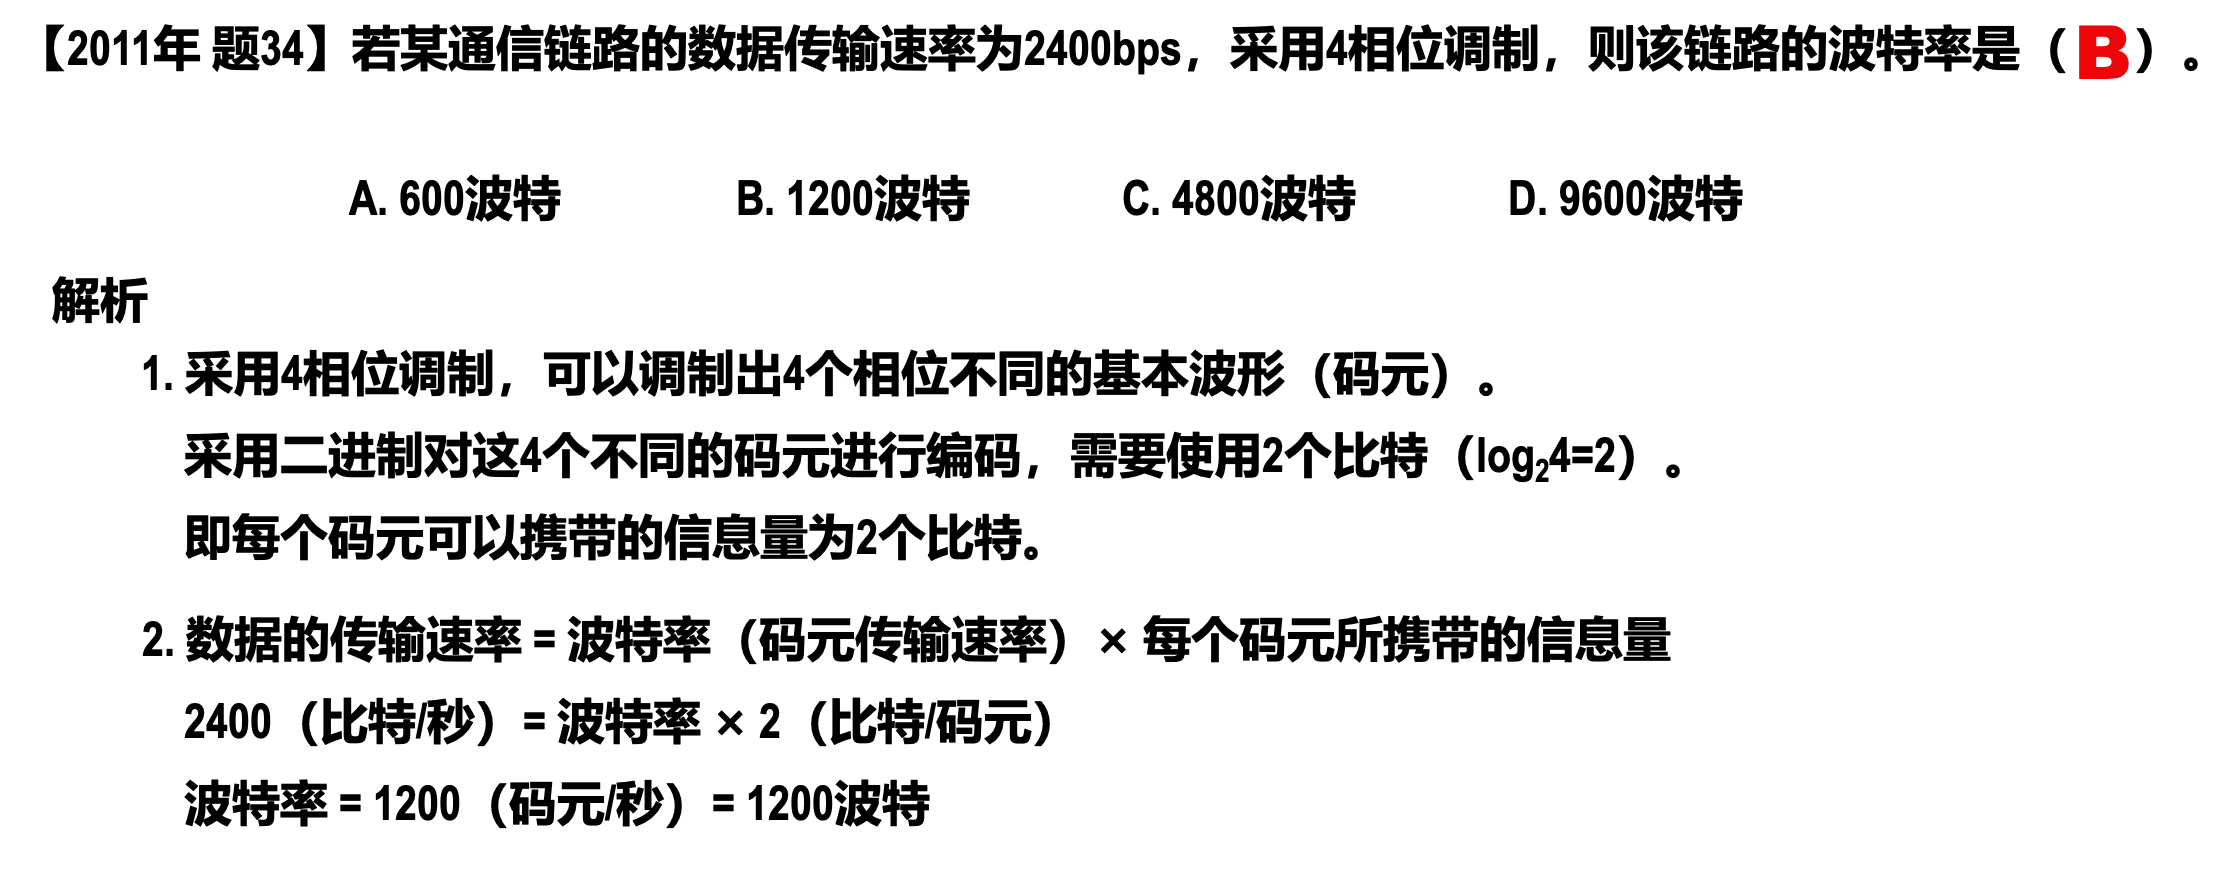 【2011年 题34】若某通信链路的数据传输速率为2400bps，采用4相位调制，则该链路的波特率是（B）。
A. 600波特 B. 1200波特 C. 4800波特 D. 9600波特
解析
1. 采用4相位调制，可以调制出4个相位不同的基本波形（码元）。
采用二进制对这4个不同的码元进行编码，需要使用2个比特（log₂4=2）。
即每个码元可以携带的信息量为2个比特。
2. 数据的传输速率 = 波特率（码元传输速率）× 每个码元所携带的信息量
2400（比特/秒）= 波特率 × 2（比特/码元）
波特率 = 1200（码元/秒）= 1200波特